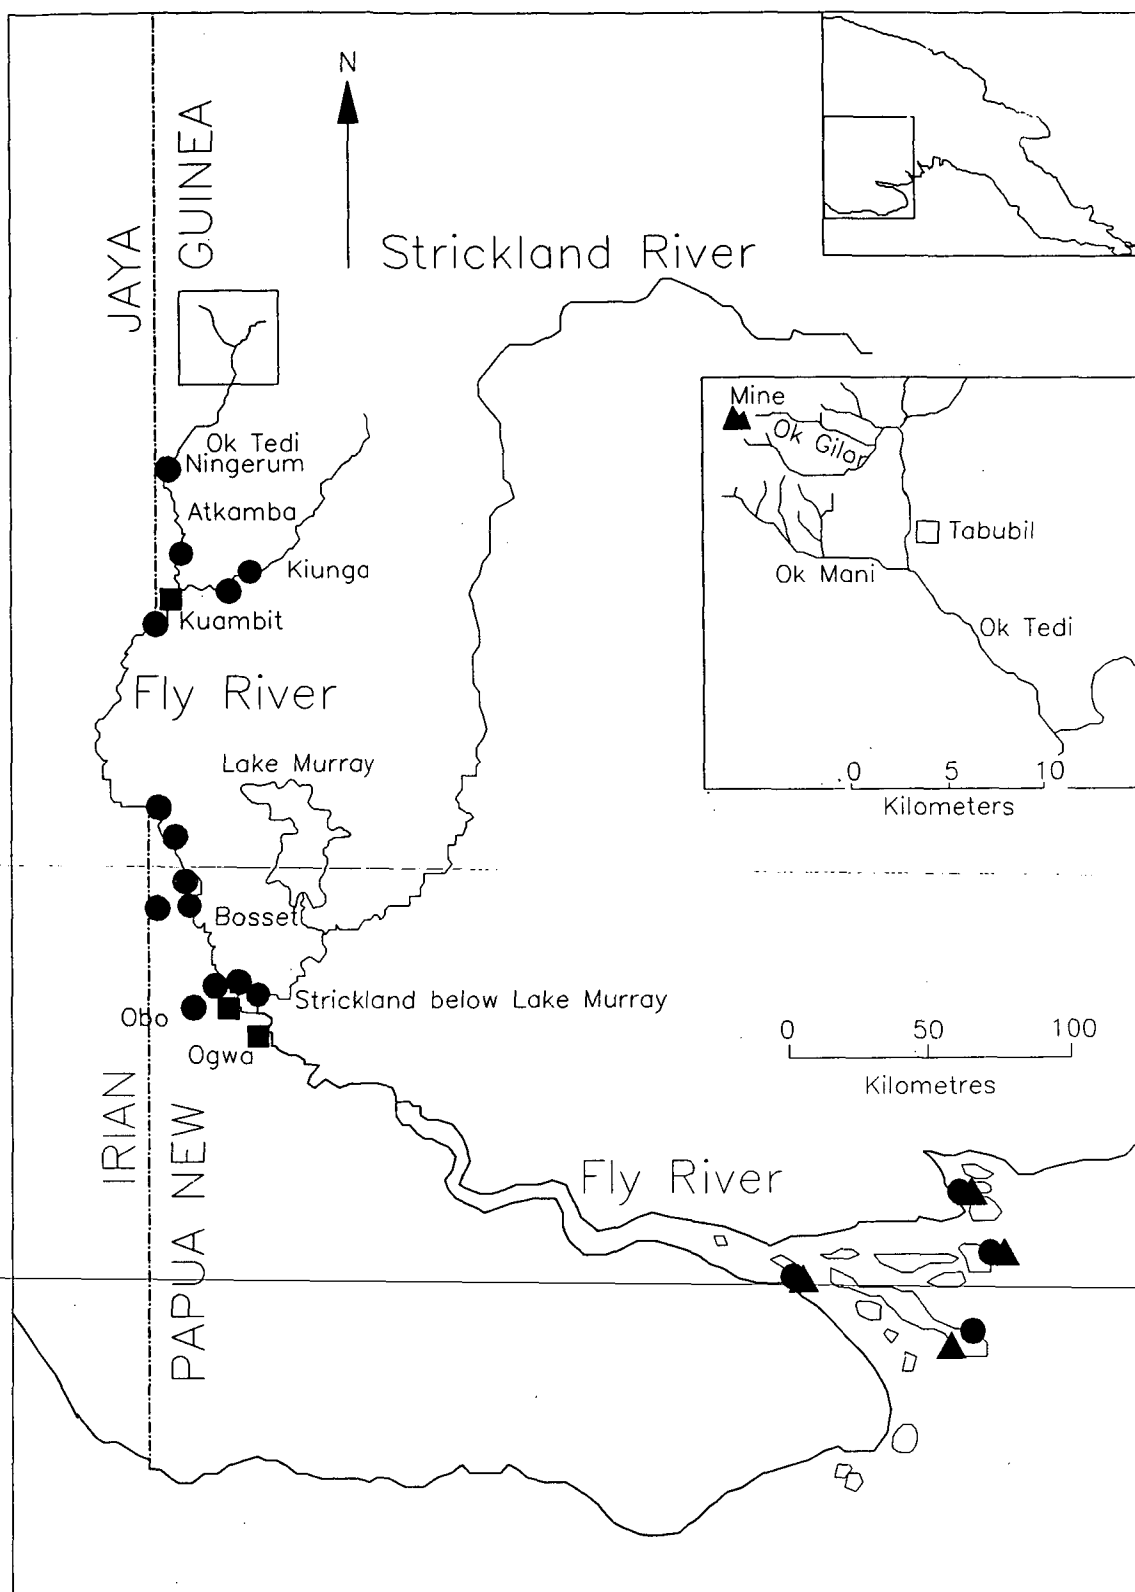 N
JAYA
GUINEA
Strickland River
Ok Tedi
Ningerum
Atkamba
Kiunga
Kuambit
Fly River
Lake Murray
Bosset
Strickland below Lake Murray
Obo
Ogwa
Mine
Ok Gilor
Tabubil
Ok Mani
Ok Tedi
0 5 10
Kilometers
0 50 100
Kilometres
IRIAN
PAPUA NEW
Fly River